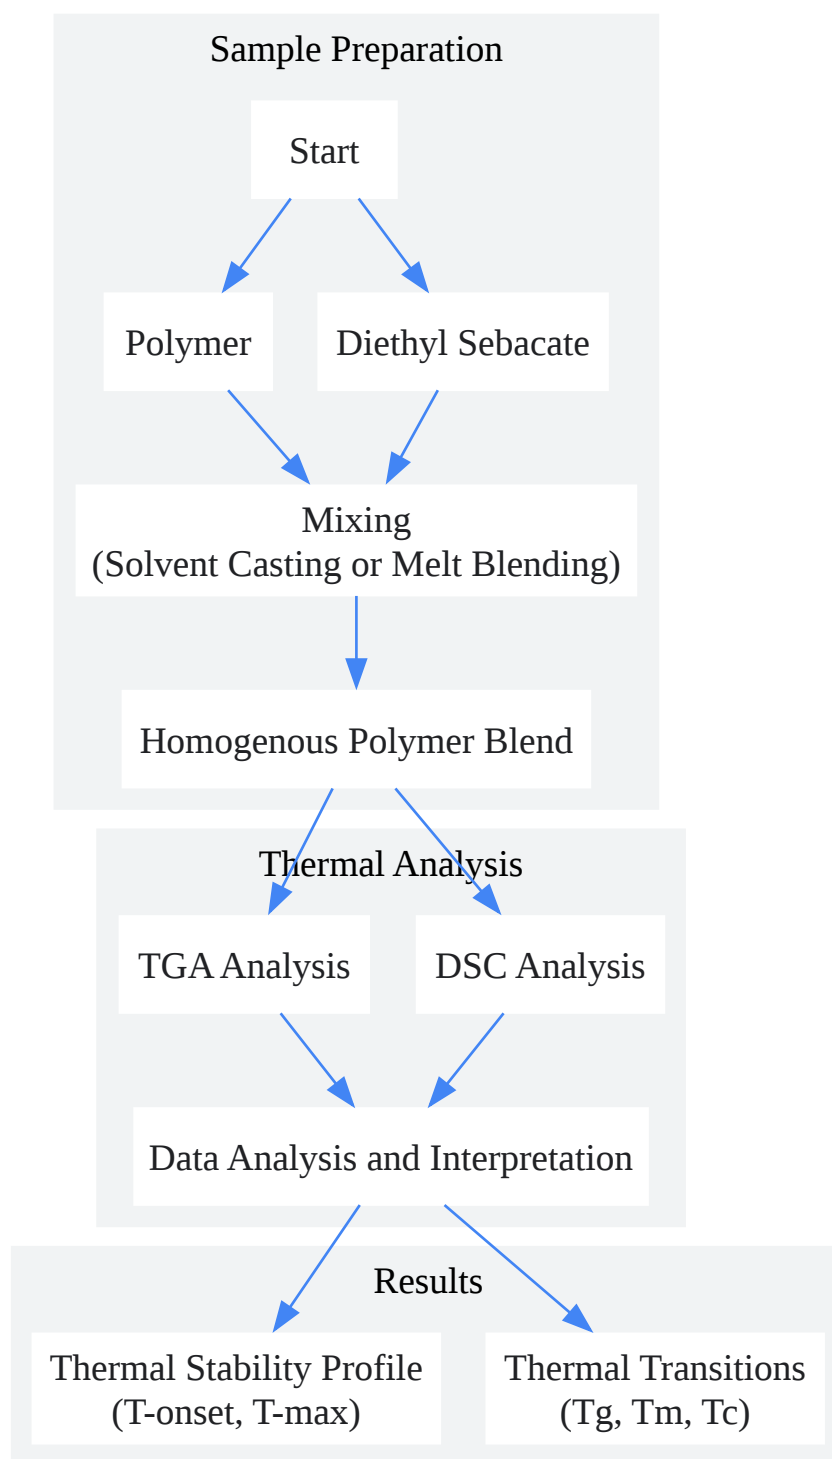 Sample Preparation
Start
Polymer
Diethyl Sebacate
Mixing
(Solvent Casting or Melt Blending)
Homogenous Polymer Blend
Thermal Analysis
TGA Analysis
DSC Analysis
Data Analysis and Interpretation
Results
Thermal Stability Profile
(T-onset, T-max)
Thermal Transitions
(Tg, Tm, Tc)